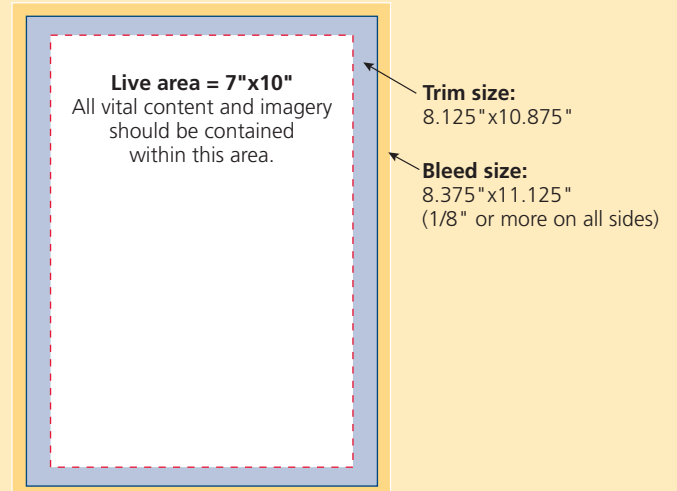 Live area = 7"x10"
All vital content and imagery
should be contained
within this area.
Trim size:
8.125"x10.875"
Bleed size:
8.375"x11.125"
(1/8" or more on all sides)